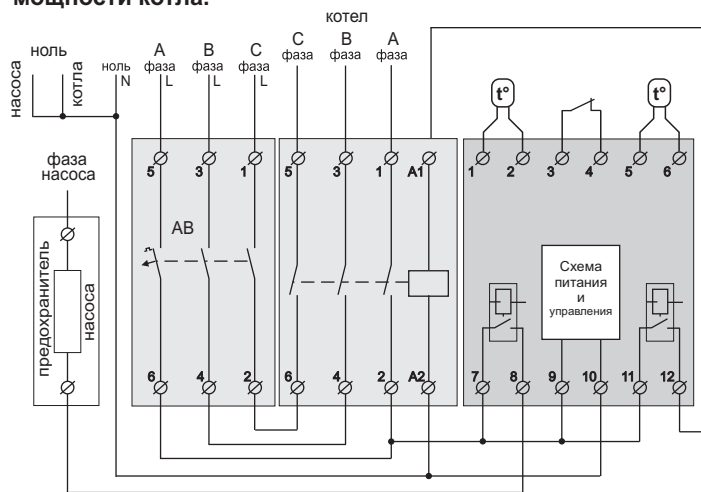 мощности котла.
котел
ноль
насоса
котла
ноль
N
A
фаза
L
B
фаза
L
C
фаза
L
C
фаза
B
фаза
A
фаза
фаза
насоса
предохранитель
насоса
5
3
1
AB
6
4
2
5
3
1
A1
6
4
2
A2
t°
t°
1
2
3
4
5
6
Схема
питания
и
управления
7
8
9
10
11
12